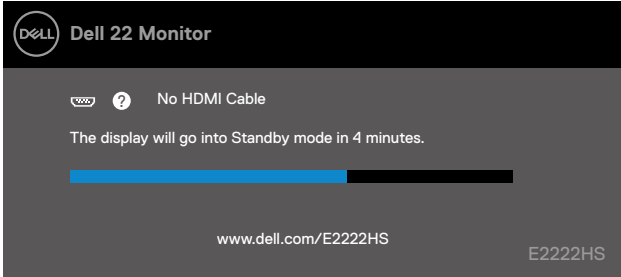 DELL
Dell 22 Monitor
? No HDMI Cable
The display will go into Standby mode in 4 minutes.
www.dell.com/E2222HS
E2222HS